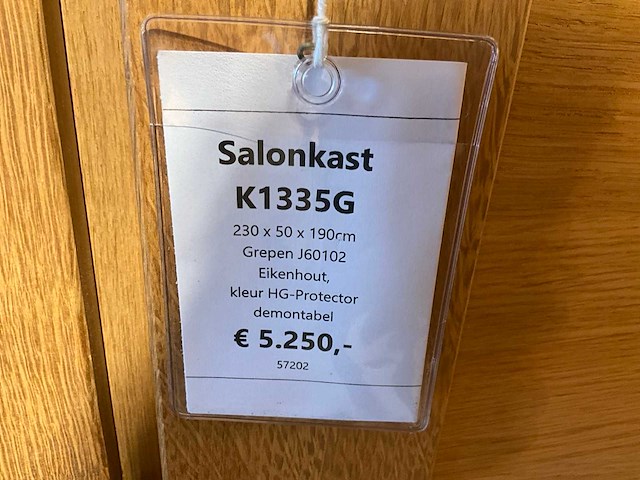 Salonkast
K1335G
230 x 50 x 190cm
Grepen J60102
Eikenhout,
kleur HG-Protector
demontabel
€ 5.250,-
57202